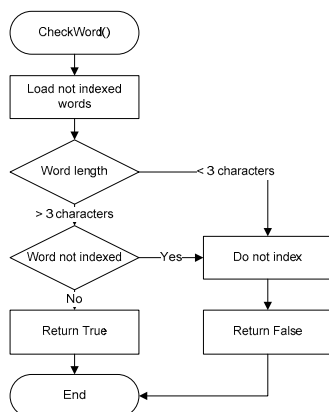 CheckWord()
Load not indexed
words
Word length
< 3 characters
> 3 characters
Word not indexed
Yes
Do not index
No
Return True
Return False
End